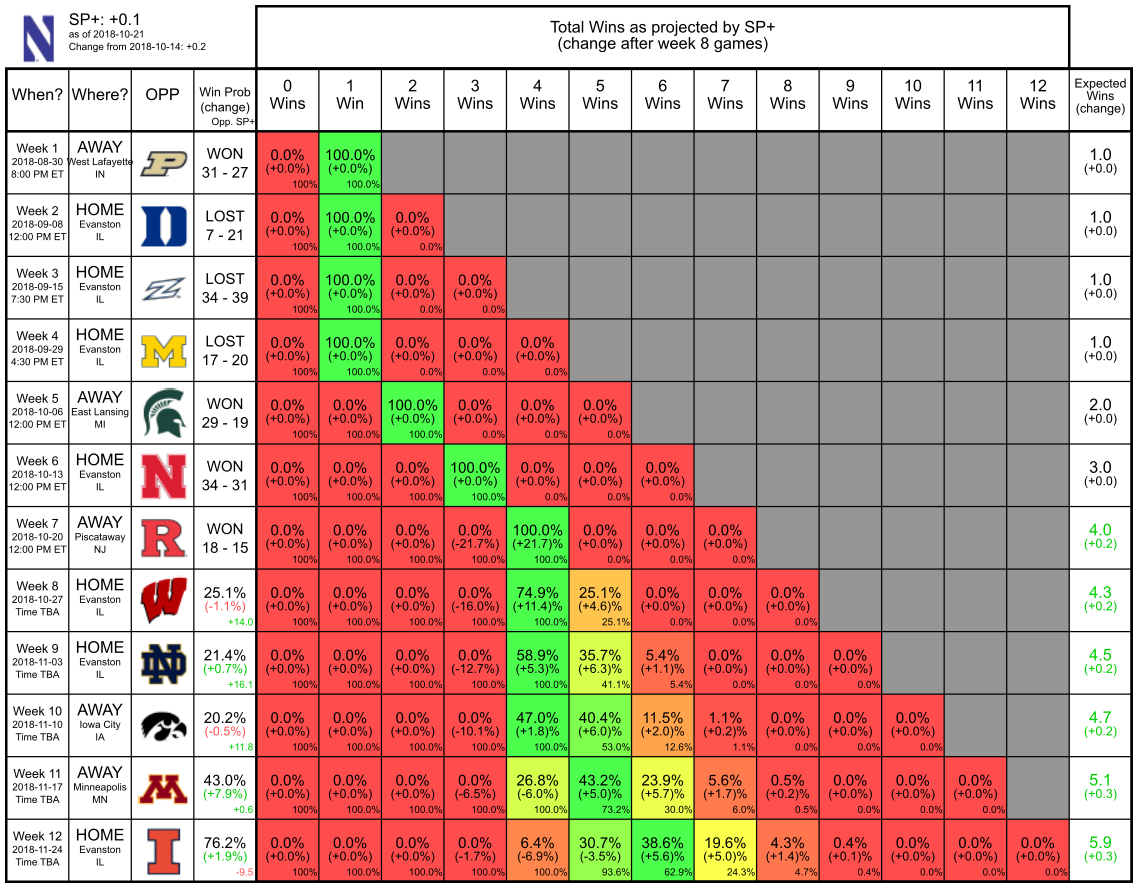 N
SP+: +0.1
as of 2018-10-21
Change from 2018-10-14: +0.2
Total Wins as projected by SP+
(change after week 8 games)
When? Where? OPP Win Prob (change) Opp. SP+ 0 Wins 1 Win 2 Wins 3 Wins 4 Wins 5 Wins 6 Wins 7 Wins 8 Wins 9 Wins 10 Wins 11 Wins 12 Wins Expected Wins (change)
Week 1 AWAY P WON 0.0% 100.0% 1.0
2018-08-30 West Lafayette 31 - 27 (+0.0%) (+0.0%) (+0.0)
8:00 PM ET IN 100% 100.0%
Week 2 HOME D LOST 0.0% 100.0% 0.0% 1.0
2018-09-08 Evanston 7 - 21 (+0.0%) (+0.0%) (+0.0%) (+0.0)
12:00 PM ET IL 100% 100.0% 0.0%
Week 3 HOME Z LOST 0.0% 100.0% 0.0% 0.0% 1.0
2018-09-15 Evanston 34 - 39 (+0.0%) (+0.0%) (+0.0%) (+0.0%) (+0.0)
7:30 PM ET IL 100% 100.0% 0.0% 0.0%
Week 4 HOME M LOST 0.0% 100.0% 0.0% 0.0% 0.0% 1.0
2018-09-29 Evanston 17 - 20 (+0.0%) (+0.0%) (+0.0%) (+0.0%) (+0.0%) (+0.0)
4:30 PM ET IL 100% 100.0% 0.0% 0.0% 0.0%
Week 5 AWAY WON 0.0% 0.0% 100.0% 0.0% 0.0% 0.0% 2.0
2018-10-06 East Lansing 29 - 19 (+0.0%) (+0.0%) (+0.0%) (+0.0%) (+0.0%) (+0.0%) (+0.0)
12:00 PM ET MI 100% 100.0% 100.0% 0.0% 0.0% 0.0%
Week 6 HOME N WON 0.0% 0.0% 0.0% 100.0% 0.0% 0.0% 0.0% 3.0
2018-10-13 Evanston 34 - 31 (+0.0%) (+0.0%) (+0.0%) (+0.0%) (+0.0%) (+0.0%) (+0.0%) (+0.0)
12:00 PM ET IL 100% 100.0% 100.0% 100.0% 0.0% 0.0% 0.0%
Week 7 AWAY R WON 0.0% 0.0% 0.0% 0.0% 100.0% 0.0% 0.0% 0.0% 4.0
2018-10-20 Piscataway 18 - 15 (+0.0%) (+0.0%) (+0.0%) (-21.7%) (+21.7)% (+0.0%) (+0.0%) (+0.0%) (+0.2)
12:00 PM ET NJ 100% 100.0% 100.0% 100.0% 100.0% 0.0% 0.0% 0.0%
Week 8 HOME W 25.1% 0.0% 0.0% 0.0% 0.0% 74.9% 25.1% 0.0% 0.0% 0.0% 4.3
2018-10-27 Evanston (-1.1%) (+0.0%) (+0.0%) (+0.0%) (-16.0%) (+11.4)% (+4.6)% (+0.0%) (+0.0%) (+0.0%) (+0.2)
Time TBA IL +14.0 100% 100.0% 100.0% 100.0% 100.0% 25.1% 0.0% 0.0% 0.0%
Week 9 HOME ND 21.4% 0.0% 0.0% 0.0% 0.0% 58.9% 35.7% 5.4% 0.0% 0.0% 0.0% 4.5
2018-11-03 Evanston (+0.7%) (+0.0%) (+0.0%) (+0.0%) (-12.7%) (+5.3)% (+6.3)% (+1.1)% (+0.0%) (+0.0%) (+0.0%) (+0.2)
Time TBA IL +16.1 100% 100.0% 100.0% 100.0% 100.0% 41.1% 5.4% 0.0% 0.0% 0.0%
Week 10 AWAY 20.2% 0.0% 0.0% 0.0% 0.0% 47.0% 40.4% 11.5% 1.1% 0.0% 0.0% 0.0% 4.7
2018-11-10 Iowa City (-0.5%) (+0.0%) (+0.0%) (+0.0%) (-10.1%) (+1.8)% (+6.0)% (+2.0)% (+0.2)% (+0.0%) (+0.0%) (+0.0%) (+0.2)
Time TBA IA +11.8 100% 100.0% 100.0% 100.0% 100.0% 53.0% 12.6% 1.1% 0.0% 0.0% 0.0%
Week 11 AWAY M 43.0% 0.0% 0.0% 0.0% 0.0% 26.8% 43.2% 23.9% 5.6% 0.5% 0.0% 0.0% 0.0% 5.1
2018-11-17 Minneapolis (+7.9%) (+0.0%) (+0.0%) (+0.0%) (-6.5%) (-6.0%) (+5.0)% (+5.7)% (+1.7)% (+0.2)% (+0.0%) (+0.0%) (+0.0%) (+0.3)
Time TBA MN +0.6 100% 100.0% 100.0% 100.0% 100.0% 73.2% 30.0% 6.0% 0.5% 0.0% 0.0% 0.0%
Week 12 HOME I 76.2% 0.0% 0.0% 0.0% 0.0% 6.4% 30.7% 38.6% 19.6% 4.3% 0.4% 0.0% 0.0% 0.0% 5.9
2018-11-24 Evanston (+1.9%) (+0.0%) (+0.0%) (+0.0%) (-1.7%) (-6.9%) (-3.5%) (+5.6)% (+5.0)% (+1.4)% (+0.1)% (+0.0%) (+0.0%) (+0.0%) (+0.3)
Time TBA IL -9.5 100% 100.0% 100.0% 100.0% 100.0% 93.6% 62.9% 24.3% 4.7% 0.4% 0.0% 0.0% 0.0%